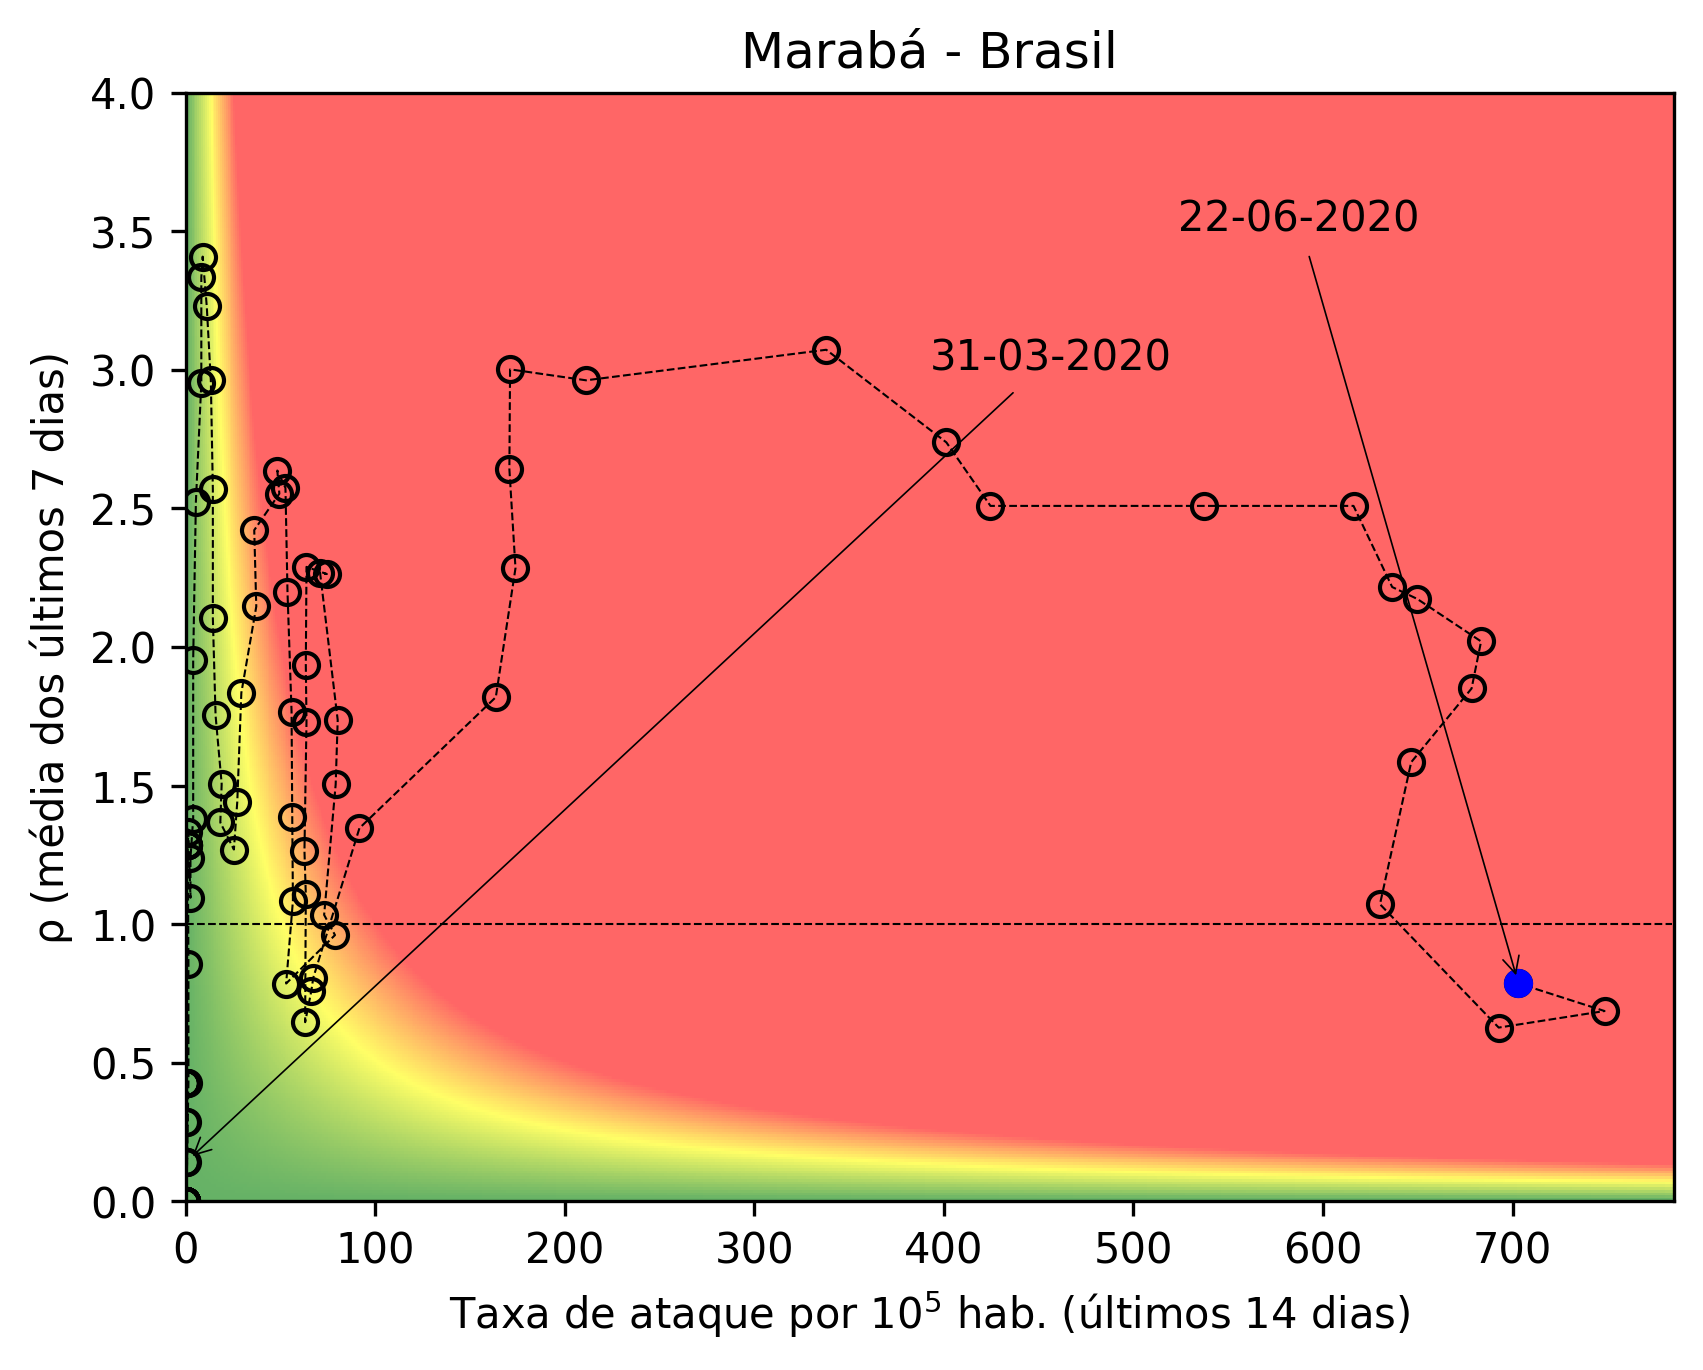 Marabá - Brasil
4.0
3.5
3.0
2.5
2.0
1.5
1.0
0.5
0.0
ρ (média dos últimos 7 dias)
22-06-2020
31-03-2020
0 100 200 300 400 500 600 700
Taxa de ataque por 10⁵ hab. (últimos 14 dias)